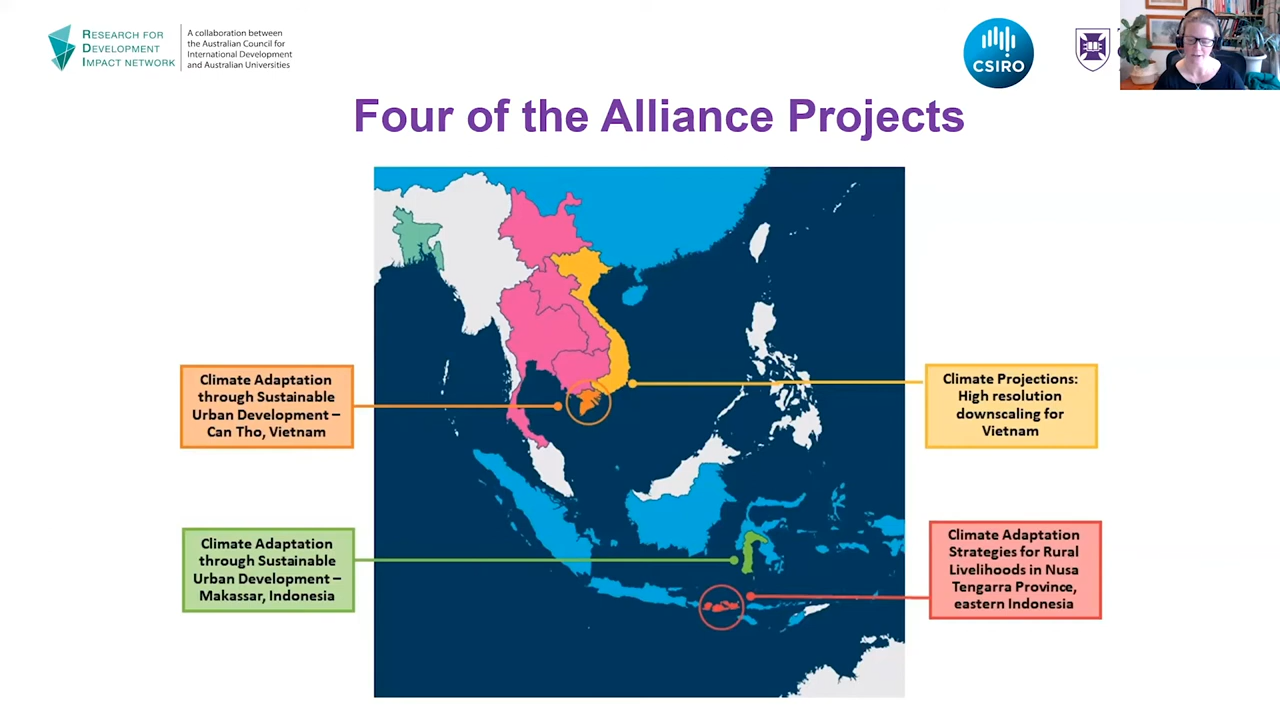 RESEARCH FOR
DEVELOPMENT
IMPACT NETWORK
A collaboration between
the Australian Council for
International Development
and Australian Universities
CSIRO
Four of the Alliance Projects
Climate Adaptation
through Sustainable
Urban Development –
Can Tho, Vietnam
Climate Projections:
High resolution
downscaling for
Vietnam
Climate Adaptation
through Sustainable
Urban Development –
Makassar, Indonesia
Climate Adaptation
Strategies for Rural
Livelihoods in Nusa
Tengarra Province,
eastern Indonesia